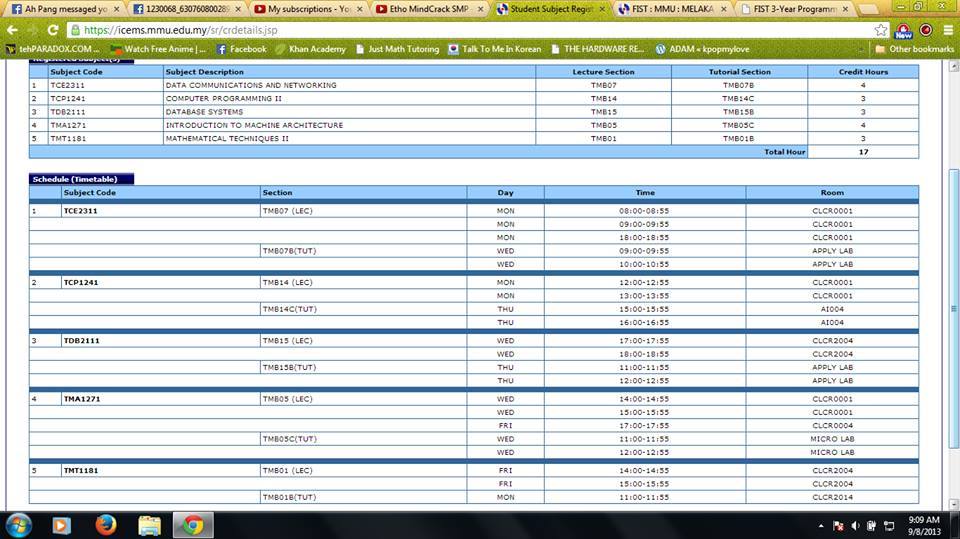 Ah Pang messaged you
1230068_630760800289
My subscriptions - You
Etho MindCrack SMP
Student Subject Regist
FIST : MMU : MELAKA
FIST 3-Year Programm
https://icems.mmu.edu.my/sr/crdetails.jsp
New
tehPARADOX.COM ...
Watch Free Anime | ...
Facebook
Khan Academy
Just Math Tutoring
Talk To Me In Korean
THE HARDWARE RE...
ADAM « kpopmylove
Other bookmarks
Registered Subject(s)
Subject Code Subject Description Lecture Section Tutorial Section Credit Hours
1 TCE2311 DATA COMMUNICATIONS AND NETWORKING TMB07 TMB07B 4
2 TCP1241 COMPUTER PROGRAMMING II TMB14 TMB14C 3
3 TDB2111 DATABASE SYSTEMS TMB15 TMB15B 3
4 TMA1271 INTRODUCTION TO MACHINE ARCHITECTURE TMB05 TMB05C 4
5 TMT1181 MATHEMATICAL TECHNIQUES II TMB01 TMB01B 3
Total Hour 17
Schedule (Timetable)
Subject Code Section Day Time Room
1 TCE2311 TMB07 (LEC) MON 08:00-08:55 CLCR0001
MON 09:00-09:55 CLCR0001
MON 18:00-18:55 CLCR0001
TMB07B(TUT) WED 09:00-09:55 APPLY LAB
WED 10:00-10:55 APPLY LAB
2 TCP1241 TMB14 (LEC) MON 12:00-12:55 CLCR0001
MON 13:00-13:55 CLCR0001
TMB14C(TUT) THU 15:00-15:55 AI004
THU 16:00-16:55 AI004
3 TDB2111 TMB15 (LEC) WED 17:00-17:55 CLCR2004
WED 18:00-18:55 CLCR2004
TMB15B(TUT) THU 11:00-11:55 APPLY LAB
THU 12:00-12:55 APPLY LAB
4 TMA1271 TMB05 (LEC) WED 14:00-14:55 CLCR0001
WED 15:00-15:55 CLCR0001
FRI 17:00-17:55 CLCR0004
TMB05C(TUT) WED 11:00-11:55 MICRO LAB
WED 12:00-12:55 MICRO LAB
5 TMT1181 TMB01 (LEC) FRI 14:00-14:55 CLCR2004
FRI 15:00-15:55 CLCR2004
TMB01B(TUT) MON 11:00-11:55 CLCR2014
9:09 AM
9/8/2013